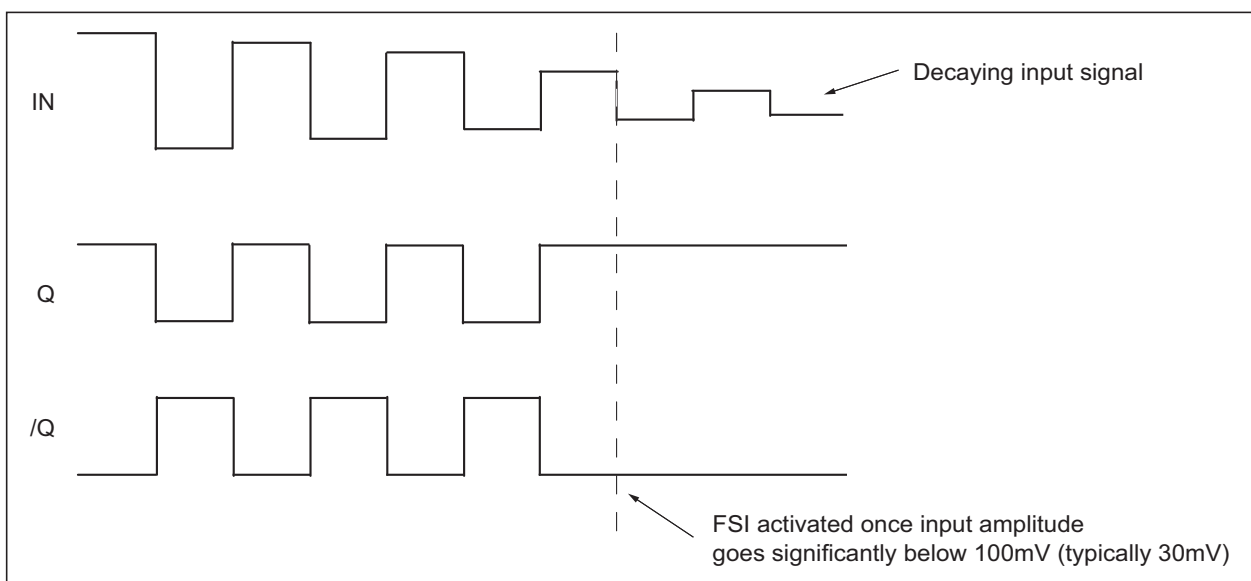 IN
Decaying input signal
Q
/Q
FSI activated once input amplitude
goes significantly below 100mV (typically 30mV)